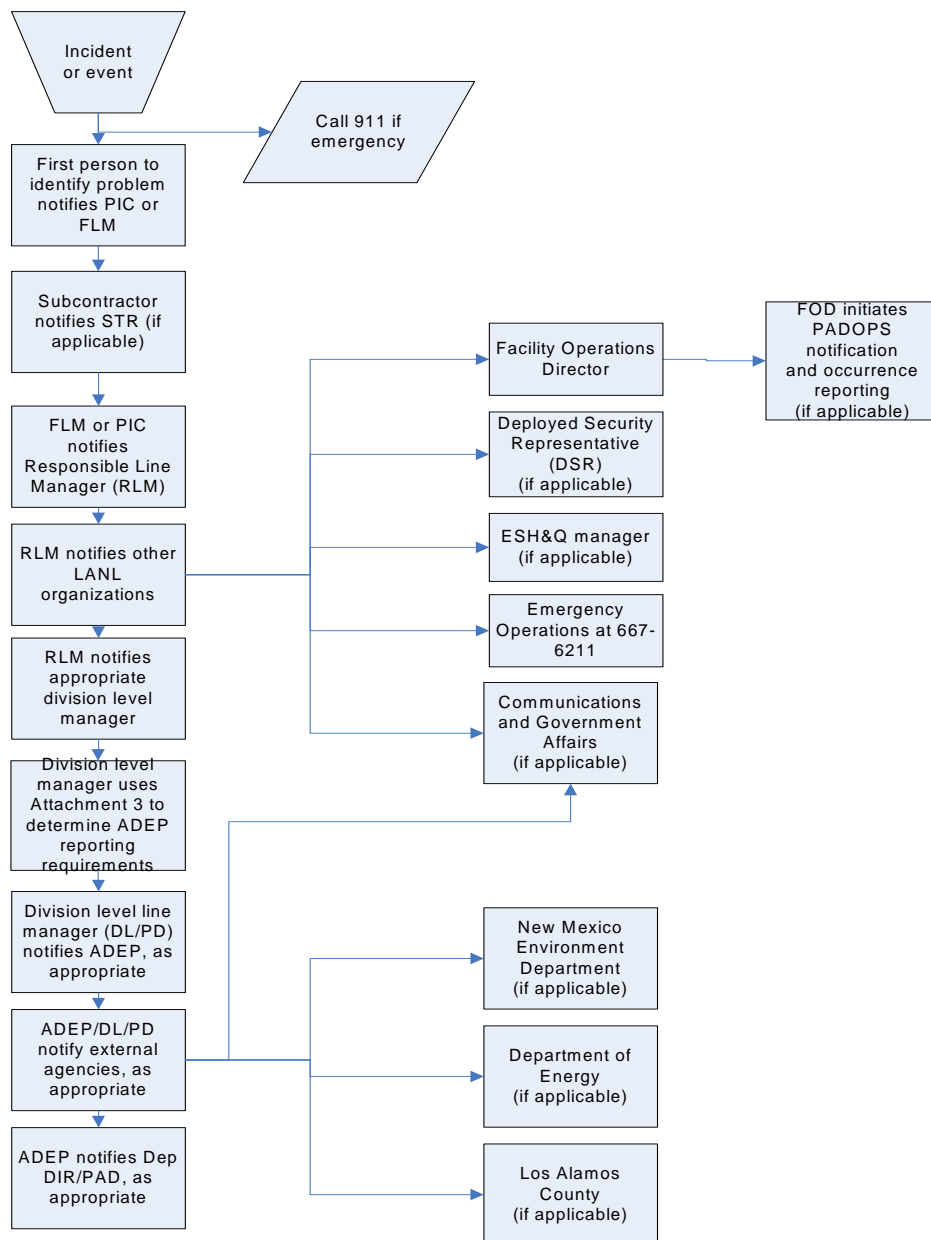 Incident
or event
Call 911 if
emergency
First person to
identify problem
notifies PIC or
FLM
Subcontractor
notifies STR (if
applicable)
FLM or PIC
notifies
Responsible Line
Manager (RLM)
RLM notifies other
LANL
organizations
Facility Operations
Director
FOD initiates
PADOPS
notification
and occurrence
reporting
(if applicable)
Deployed Security
Representative
(DSR)
(if applicable)
ESH&Q manager
(if applicable)
Emergency
Operations at 667-
6211
Communications
and Government
Affairs
(if applicable)
RLM notifies
appropriate
division level
manager
Division level
manager uses
Attachment 3 to
determine ADEP
reporting
requirements
Division level line
manager (DL/PD)
notifies ADEP, as
appropriate
ADEP/DL/PD
notify external
agencies, as
appropriate
New Mexico
Environment
Department
(if applicable)
Department of
Energy
(if applicable)
Los Alamos
County
(if applicable)
ADEP notifies Dep
DIR/PAD, as
appropriate